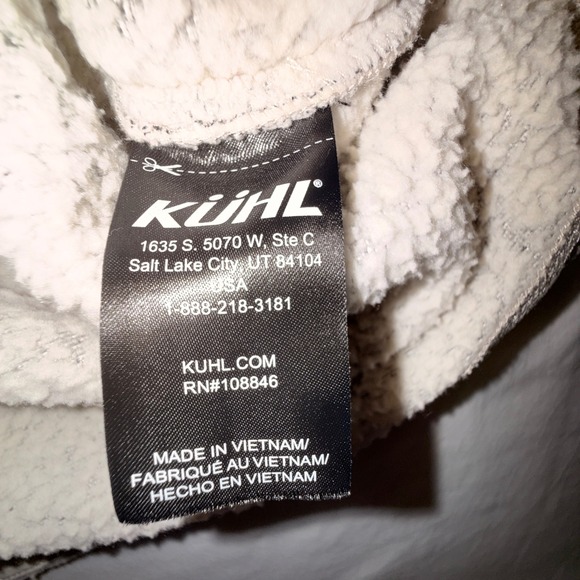 KÜHL®
1635 S. 5070 W, Ste C
Salt Lake City, UT 84104
USA
1-888-218-3181
KUHL.COM
RN#108846
MADE IN VIETNAM/
FABRIQUÉ AU VIETNAM/
HECHO EN VIETNAM